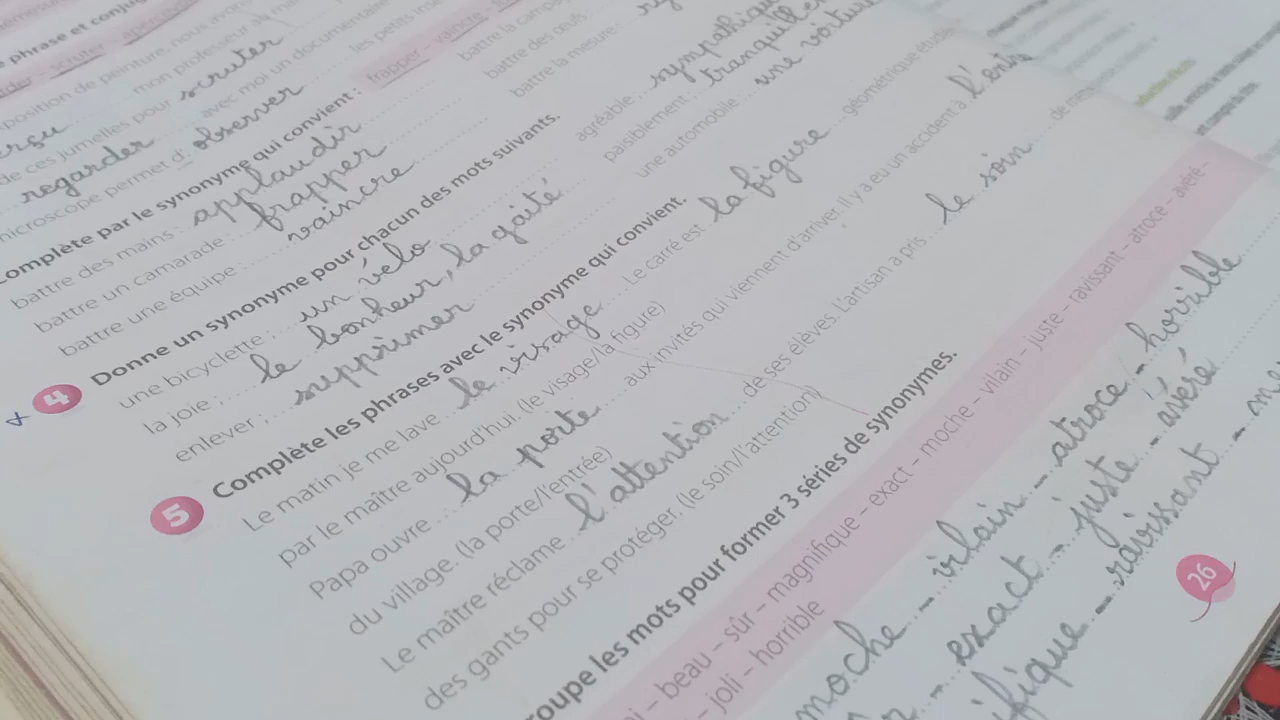 phrase et conjug
scruter
position de peinture, nous avons
mon professeur
de ces jumelles pour scruter
regarder avec moi un documentaire
microscope permet d' observer les petits
frapper – vaincre
Complète par le synonyme qui convient :
battre des mains : applaudir
battre un camarade : frapper
battre une équipe : vaincre
battre la campagne
battre des œufs :
battre la mesure :
4 Donne un synonyme pour chacun des mots suivants.
une bicyclette : un vélo
la joie : le bonheur, la gaîté
enlever : supprimer
agréable : sympathique
paisiblement : tranquillement
une automobile : une voiture
5 Complète les phrases avec le synonyme qui convient.
Le matin je me lave le visage Le carré est la figure géométrique étudiée
par le maître aujourd'hui. (le visage/la figure)
Papa ouvre la porte aux invités qui viennent d'arriver. Il y a eu un accident à
du village. (la porte/l'entrée)
Le maître réclame l'attention de ses élèves. L'artisan a pris le soin de
des gants pour se protéger. (le soin/l'attention)
roupe les mots pour former 3 séries de synonymes.
beau – sûr – magnifique – exact – moche – vilain – juste – ravissant – atroce – avéré –
– joli – horrible
moche – vilain – atroce – horrible
exact – juste – avéré
ravissant –
26